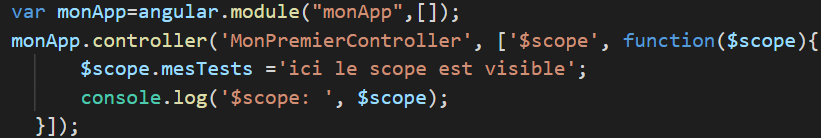 var monApp=angular.module("monApp",[]);
monApp.controller('MonPremierController', ['$scope', function($scope){
$scope.mesTests ='ici le scope est visible';
console.log('$scope: ', $scope);
}]);